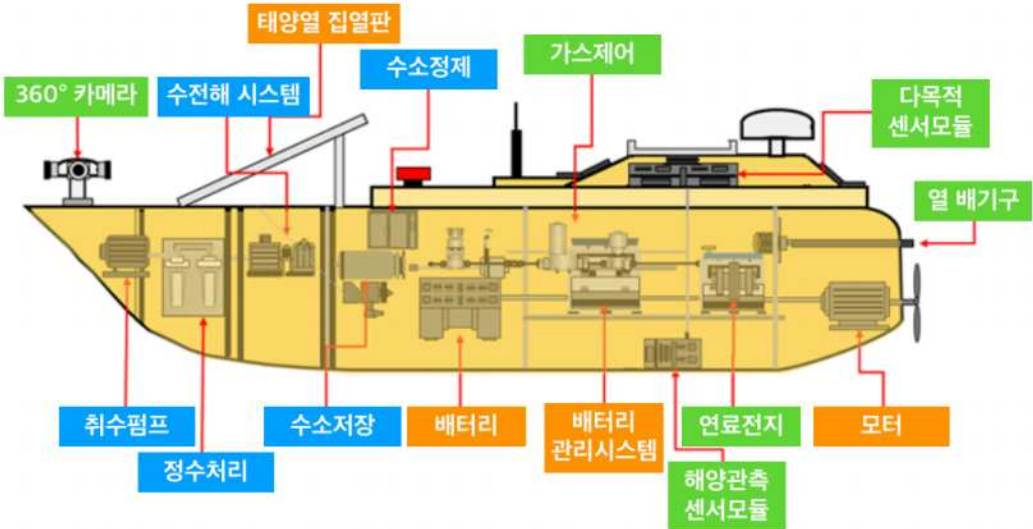 태양열 집열판
수소정제
가스제어
360° 카메라
수전해 시스템
다목적
센서모듈
열 배기구
취수펌프
수소저장
배터리
배터리
관리시스템
연료전지
모터
정수처리
해양관측
센서모듈